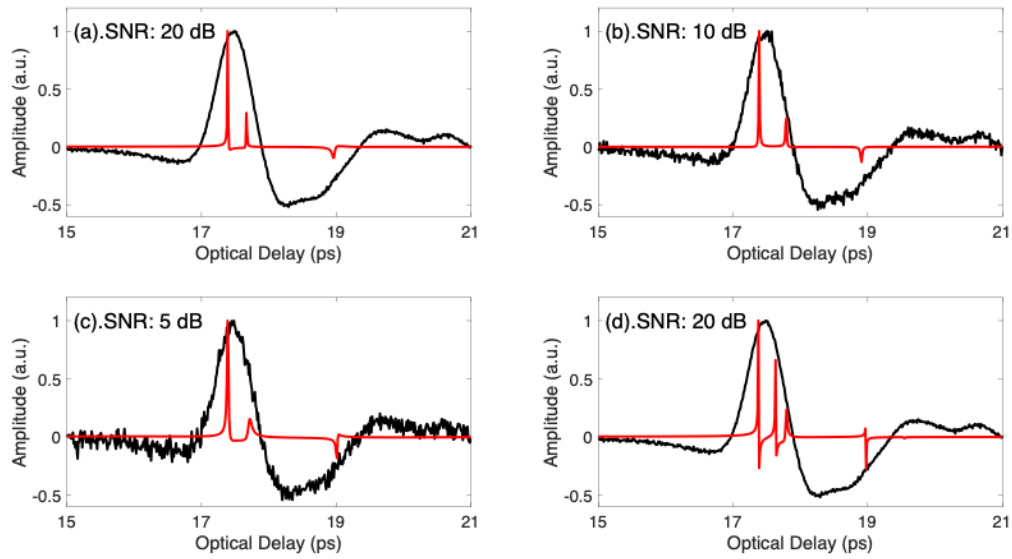 (a).SNR: 20 dB
1
0.5
0
-0.5
Amplitude (a.u.)
15 17 19 21
Optical Delay (ps)
(b).SNR: 10 dB
1
0.5
0
-0.5
Amplitude (a.u.)
15 17 19 21
Optical Delay (ps)
(c).SNR: 5 dB
1
0.5
0
-0.5
Amplitude (a.u.)
15 17 19 21
Optical Delay (ps)
(d).SNR: 20 dB
1
0.5
0
-0.5
Amplitude (a.u.)
15 17 19 21
Optical Delay (ps)